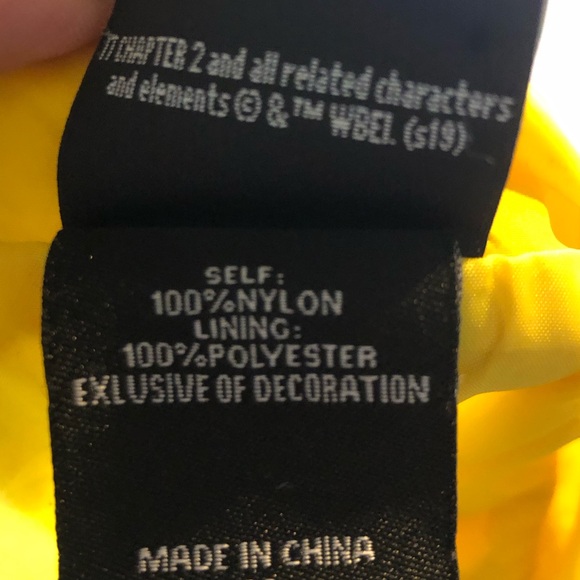 CHAPTER 2 and all related characters
and elements © & ™ WBEI. (s19)
SELF:
100%NYLON
LINING:
100%POLYESTER
EXLUSIVE OF DECORATION
MADE IN CHINA